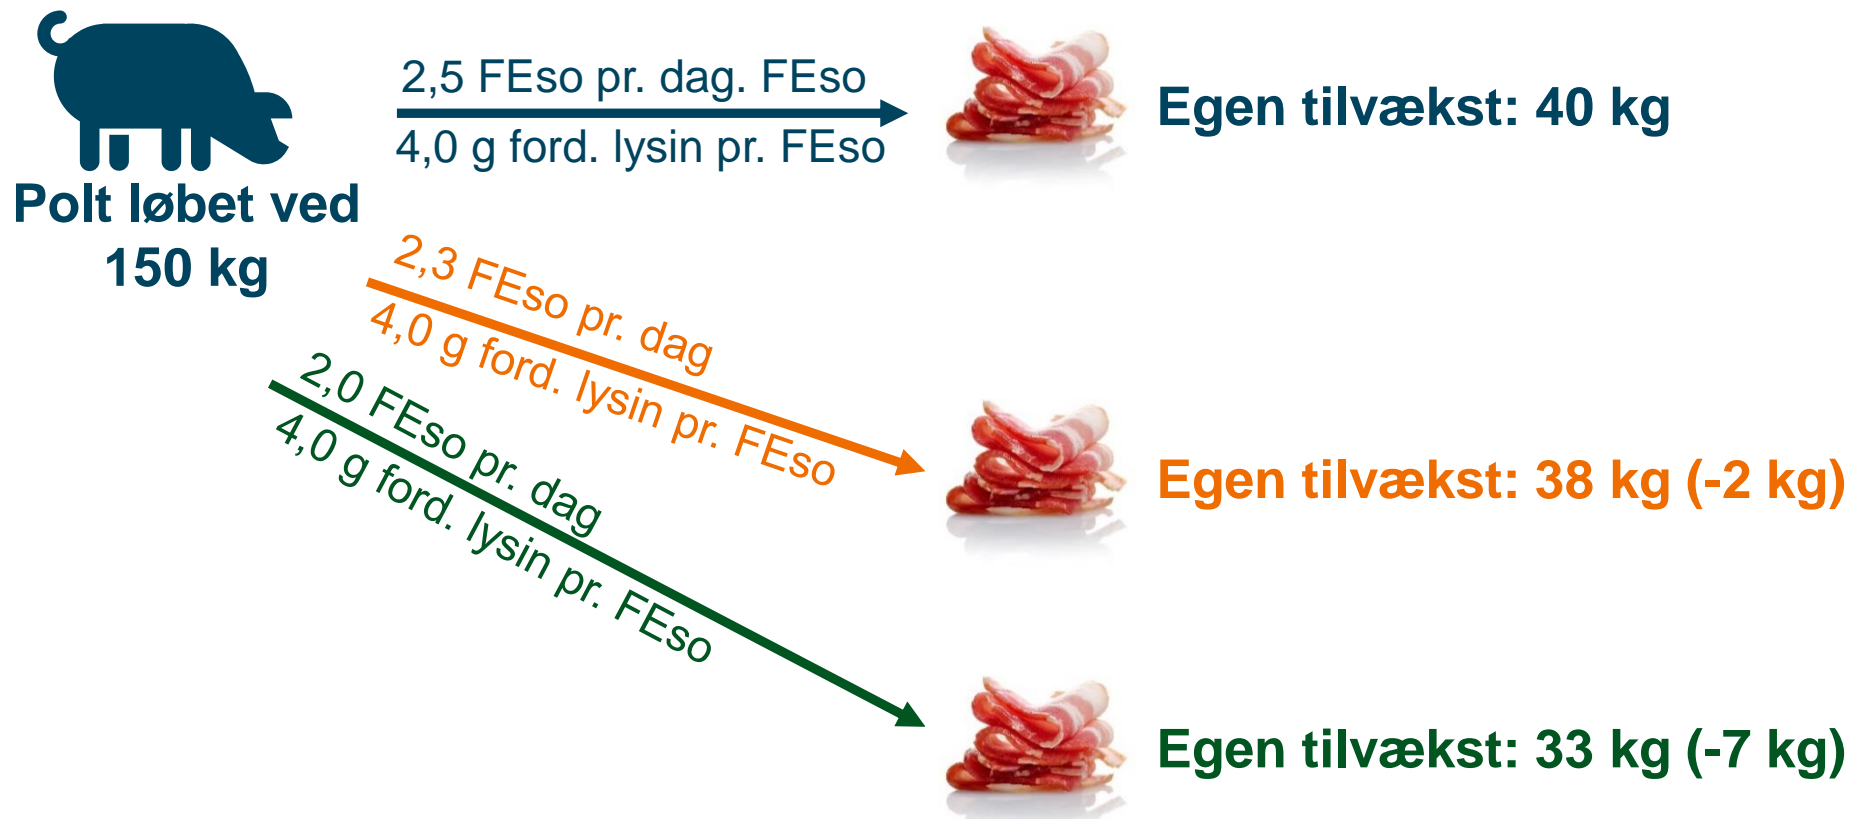 2,5 FEso pr. dag. FEso
4,0 g ford. lysin pr. FEso
Egen tilvækst: 40 kg
Polt løbet ved
150 kg
2,3 FEso pr. dag
4,0 g ford. lysin pr. FEso
Egen tilvækst: 38 kg (-2 kg)
2,0 FEso pr. dag
4,0 g ford. lysin pr. FEso
Egen tilvækst: 33 kg (-7 kg)